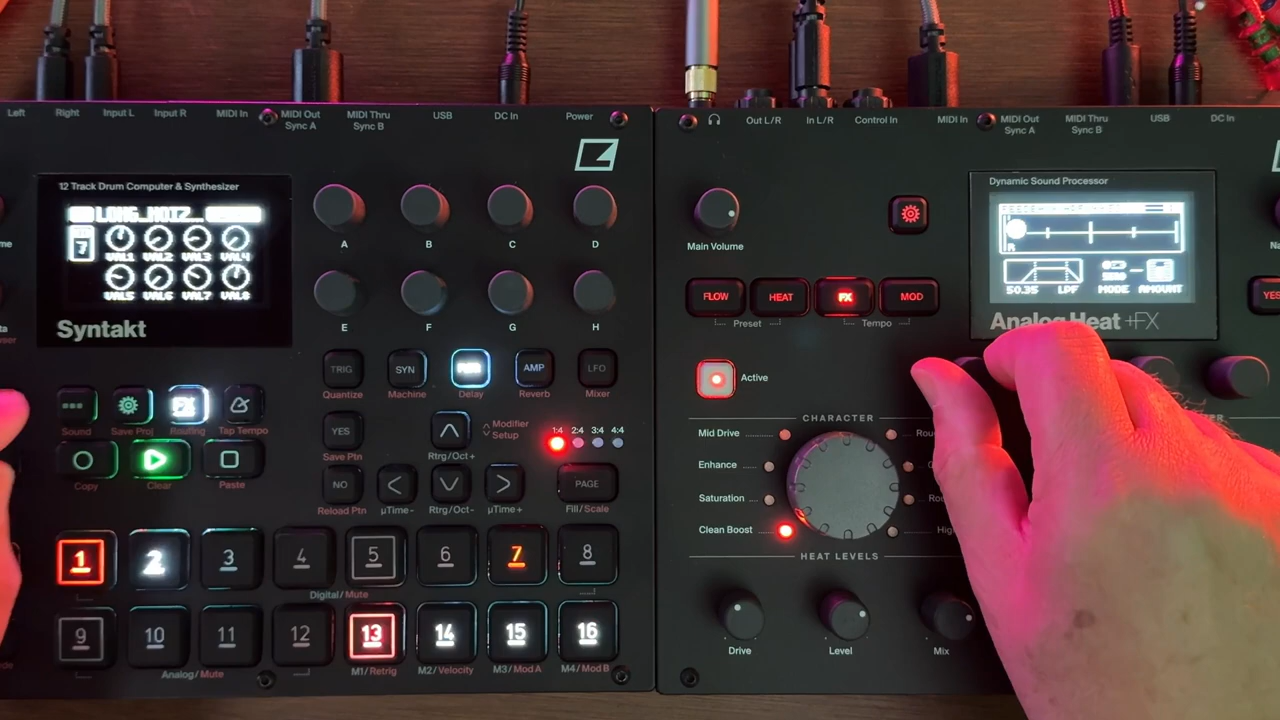 Left Right Input L Input R MIDI In MIDI Out Sync A MIDI Thru Sync B USB DC In Power
12 Track Drum Computer & Synthesizer
VAL1 VAL2 VAL3 VAL4
VAL5 VAL6 VAL7 VAL8
Syntakt
A B C D
E F G H
TRIG SYN AMP LFO
Quantize Machine Delay Reverb Mixer
FX
Sound Save Proj Routing Tap Tempo
YES
Save Ptn Rtrg/Oct+
Modifier
Setup
1:4 2:4 3:4 4:4
Copy Clear Paste
NO < > PAGE
Reload Ptn µTime- Rtrg/Oct- µTime+ Fill/Scale
1 2 3 4 5 6 7 8
Digital/Mute
9 10 11 12 13 14 15 16
Analog/Mute M1/Retrig M2/Velocity M3/Mod A M4/Mod B
Out L/R In L/R Control In MIDI In MIDI Out Sync A MIDI Thru Sync B USB DC In
Dynamic Sound Processor
50.35 LPF MODE AMOUNT
Analog Heat +FX
Main Volume
FLOW HEAT FX MOD
Preset Tempo
YES
Active
CHARACTER
Mid Drive
Enhance
Saturation
Clean Boost
HEAT LEVELS
Drive Level Mix